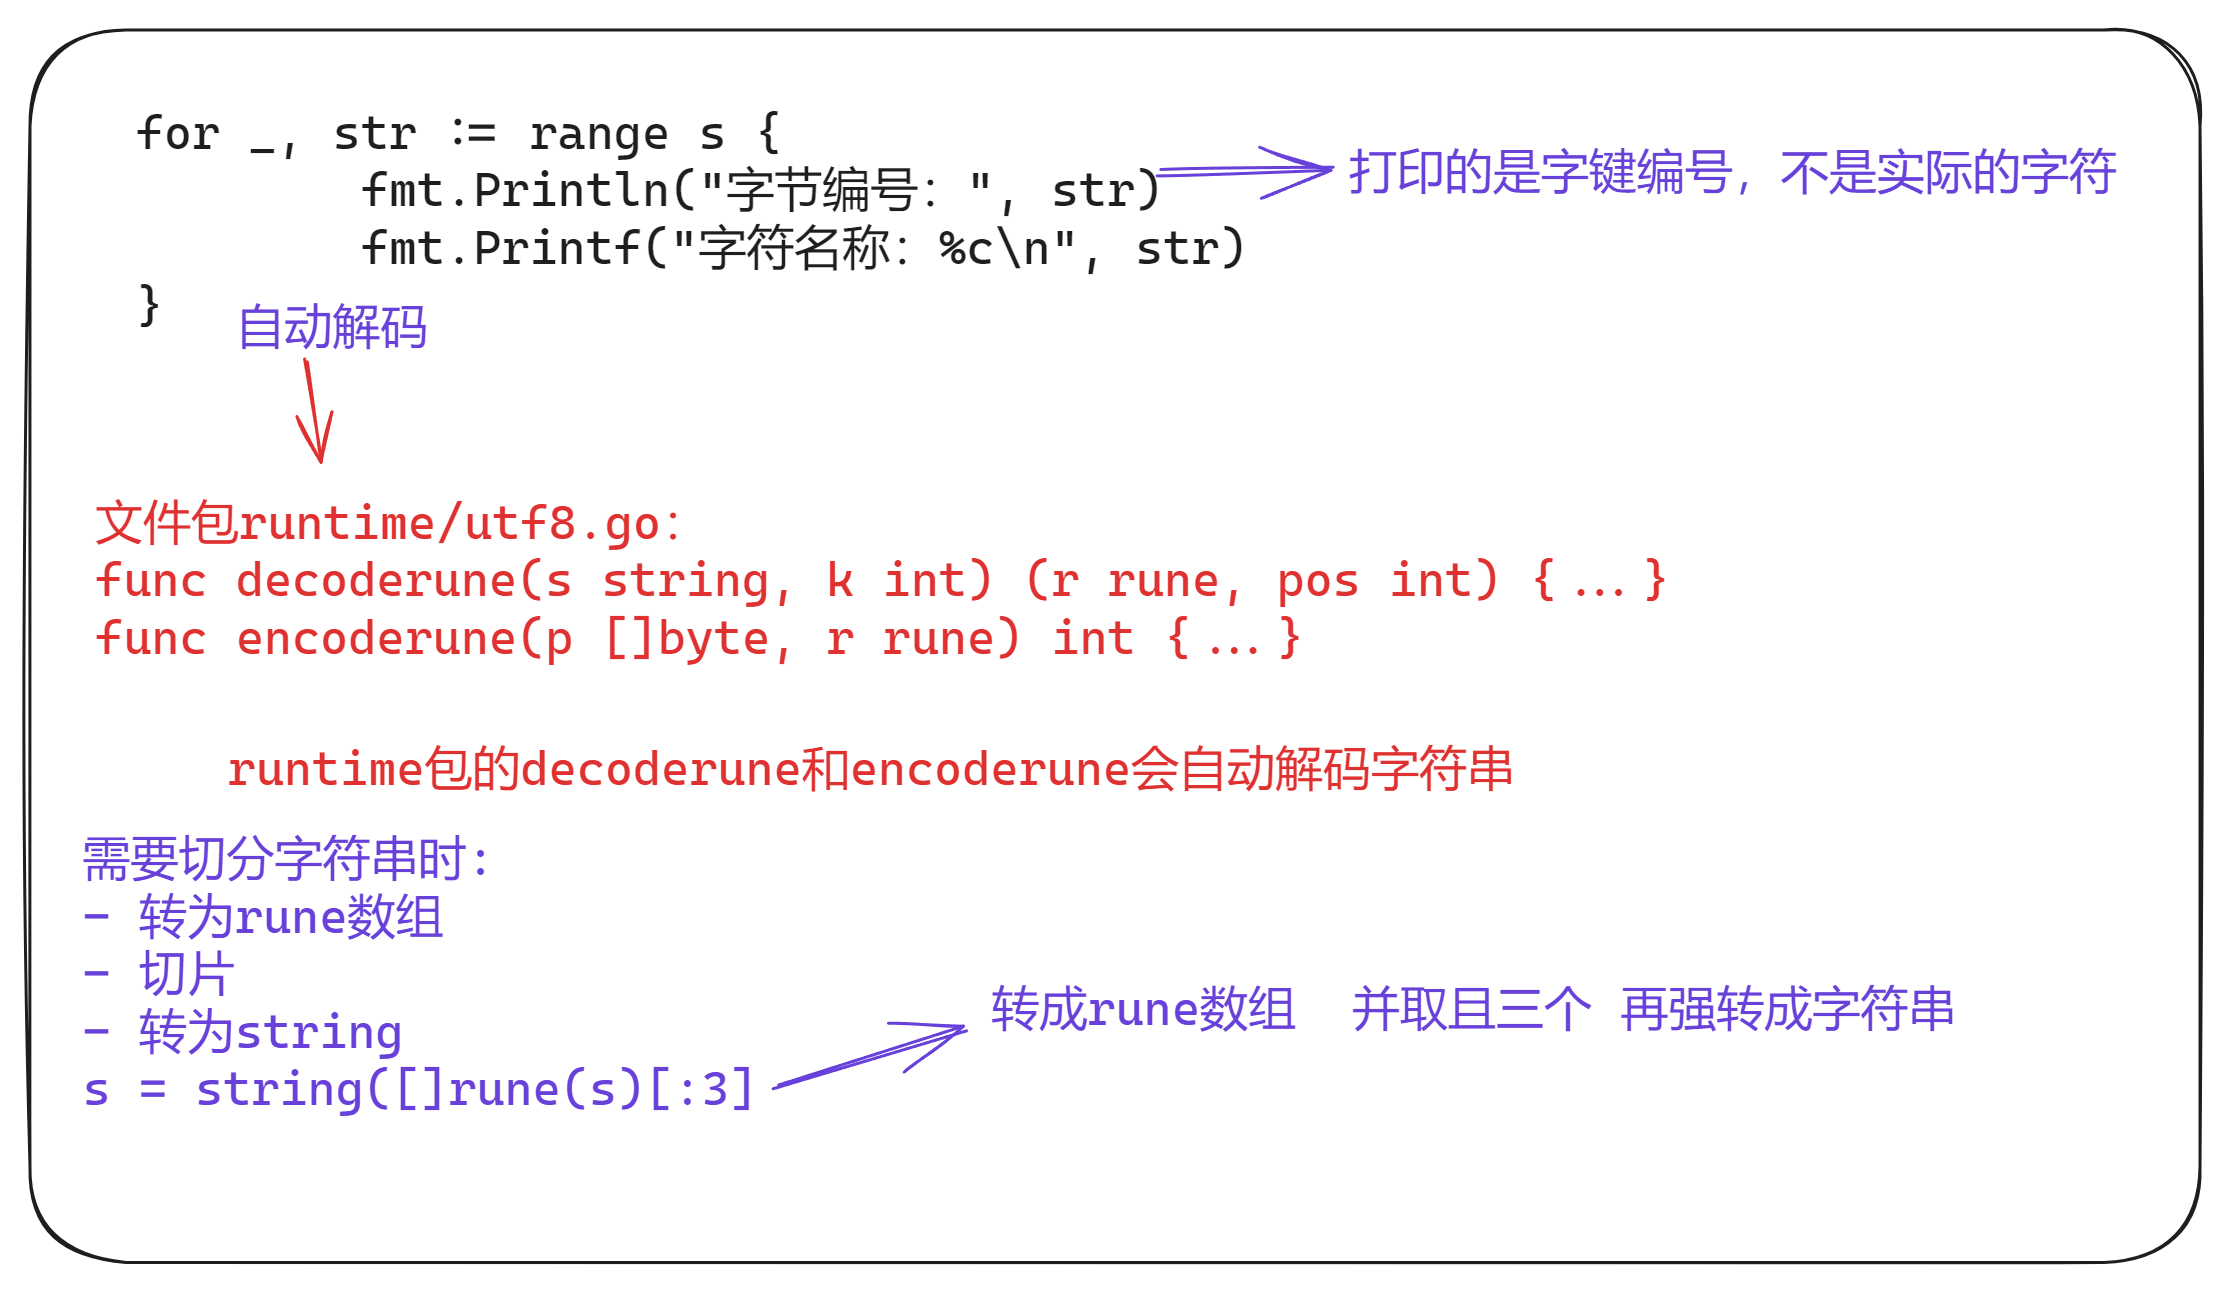 for _, str := range s {
fmt.Println("字节编号：", str)
打印的是字键编号，不是实际的字符
fmt.Printf("字符名称：%c\n", str)
}
自动解码
文件包runtime/utf8.go：
func decoderune(s string, k int) (r rune, pos int) {...}
func encoderune(p []byte, r rune) int {...}
runtime包的decoderune和encoderune会自动解码字符串
需要切分字符串时：
- 转为rune数组
- 切片
- 转为string
转成rune数组 并取且三个 再强转成字符串
s = string([]rune(s)[:3]